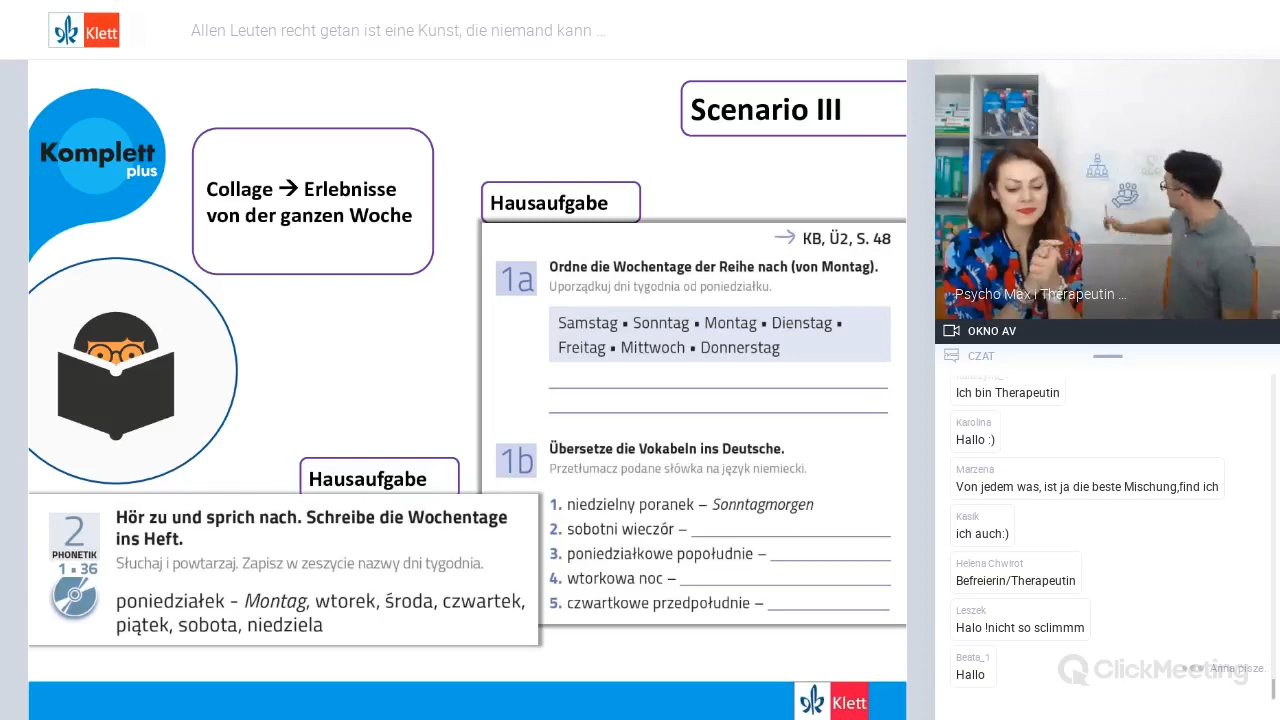 Klett
Allen Leuten recht getan ist eine Kunst, die niemand kann ...
Komplett
plus
Collage → Erlebnisse
von der ganzen Woche
Scenario III
Hausaufgabe
→ KB, Ü2, S. 48
1a
Ordne die Wochentage der Reihe nach (von Montag).
Uporządkuj dni tygodnia od poniedziałku.
Samstag ▪ Sonntag ▪ Montag ▪ Dienstag ▪
Freitag ▪ Mittwoch ▪ Donnerstag
1b
Übersetze die Vokabeln ins Deutsche.
Przetłumacz podane słówka na język niemiecki.
1. niedzielny poranek – Sonntagmorgen
2. sobotni wieczór –
3. poniedziałkowe popołudnie –
4. wtorkowa noc –
5. czwartkowe przedpołudnie –
Hausaufgabe
2
PHONETIK
1 ▪ 36
Hör zu und sprich nach. Schreibe die Wochentage
ins Heft.
Słuchaj i powtarzaj. Zapisz w zeszycie nazwy dni tygodnia.
poniedziałek - Montag, wtorek, środa, czwartek,
piątek, sobota, niedziela
Klett
Psycho Max i Therapeutin ...
OKNO AV
CZAT
Ich bin Therapeutin
Karolina
Hallo :)
Marzena
Von jedem was, ist ja die beste Mischung,find ich
Kasik
ich auch:)
Helena Chwirot
Befreierin/Therapeutin
Leszek
Halo !nicht so sclimmm
Beata_1
Hallo
Anna pisze.
ClickMeeting